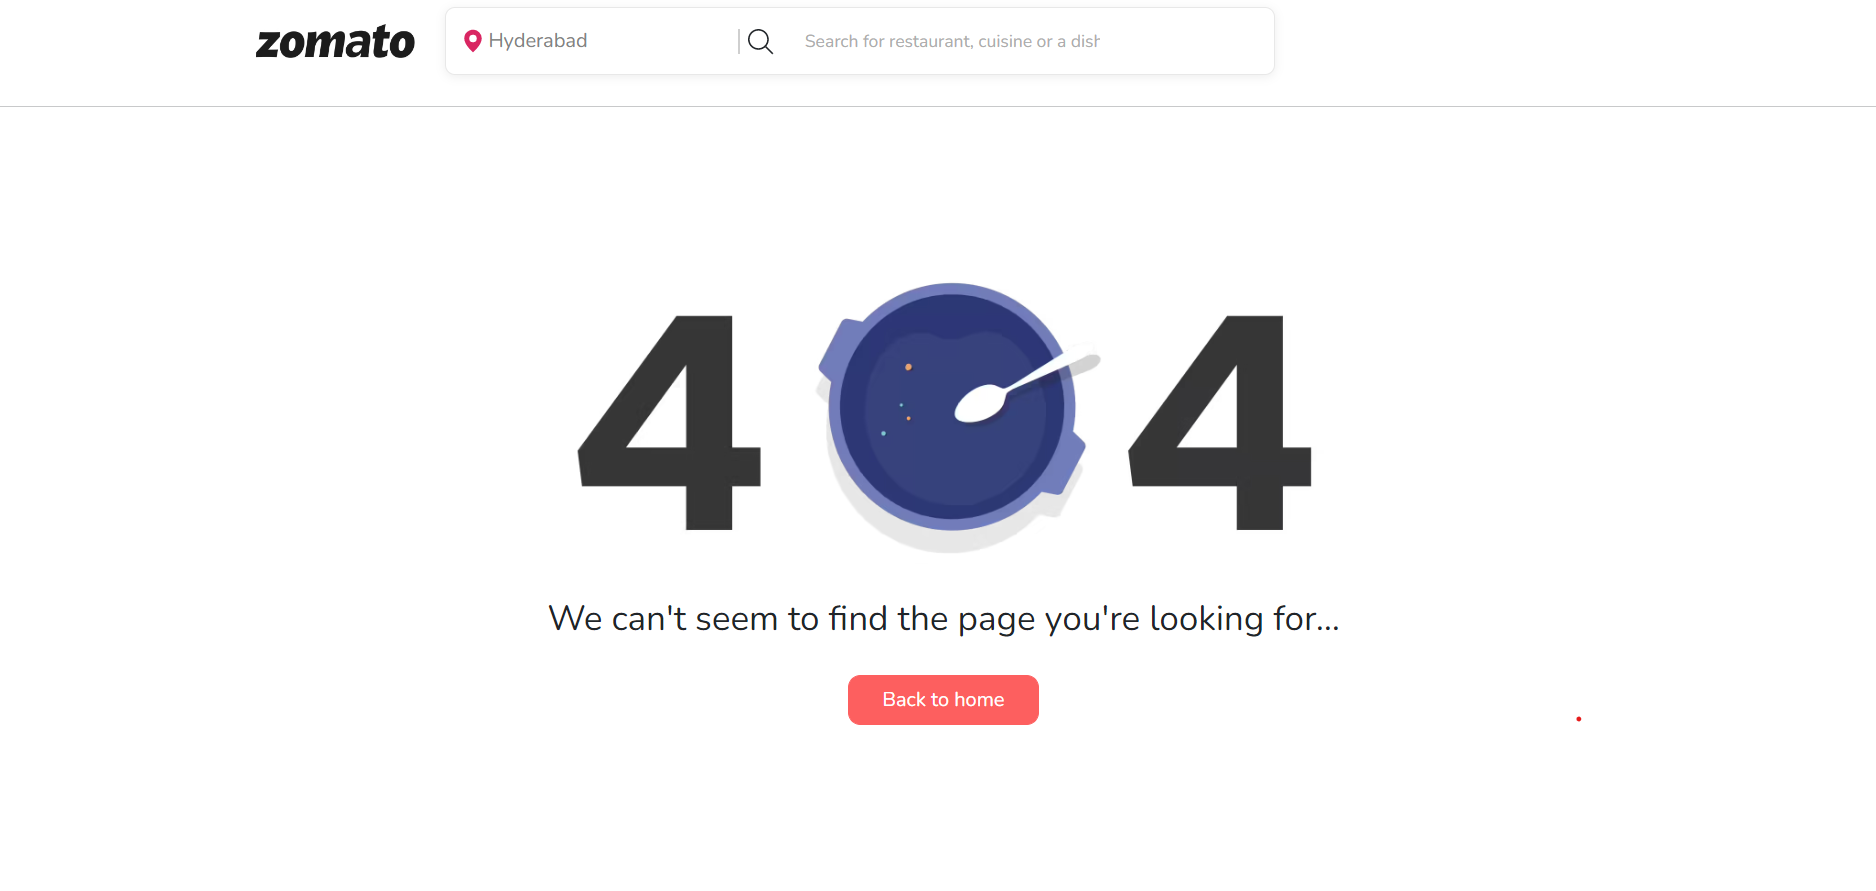 zomato
Hyderabad
Search for restaurant, cuisine or a dish
4 4
We can't seem to find the page you're looking for...
Back to home